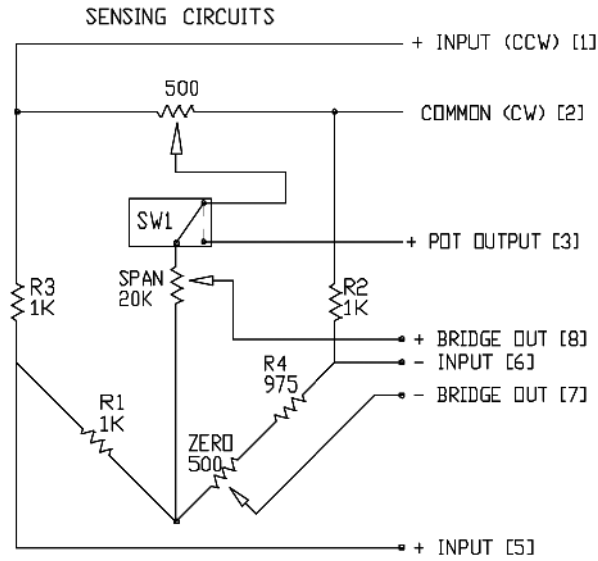 SENSING CIRCUITS
+ INPUT (CCW) [1]
500
COMMON (CW) [2]
SW1
+ POT OUTPUT [3]
SPAN
20K
R3
1K
R2
1K
+ BRIDGE OUT [8]
- INPUT [6]
R4
975
- BRIDGE OUT [7]
R1
1K
ZERO
500
+ INPUT [5]